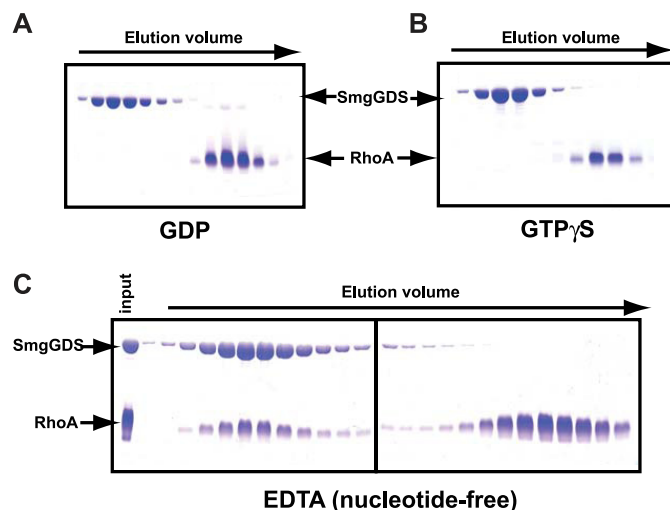 A
Elution volume
B
Elution volume
SmgGDS
RhoA
GDP
GTPγS
C
input
Elution volume
SmgGDS
RhoA
EDTA (nucleotide-free)